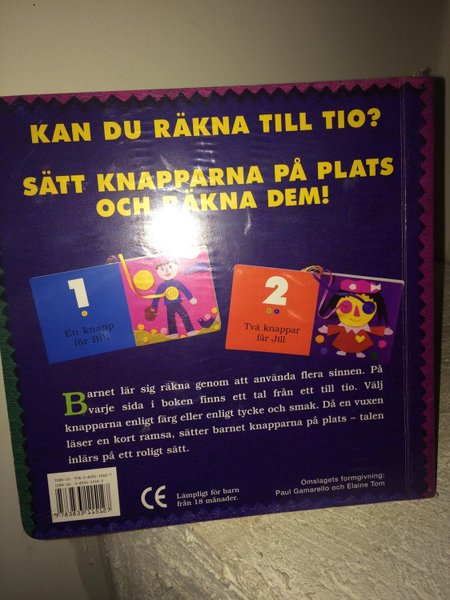 KAN DU RÄKNA TILL TIO?
SÄTT KNAPPARNA PÅ PLATS
OCH RÄKNA DEM!
1
En knapp
för Bill
2
Två knappar
får Jill
Barnet lär sig räkna genom att använda flera sinnen. På
varje sida i boken finns ett tal från ett till tio. Välj
knapparna enligt färg eller enligt tycke och smak. Då en vuxen
läser en kort ramsa, sätter barnet knapparna på plats – talen
inlärs på ett roligt sätt.
CE
Lämpligt för barn
från 18 månader.
Omslagets formgivning:
Paul Gamarello och Elaine Tom